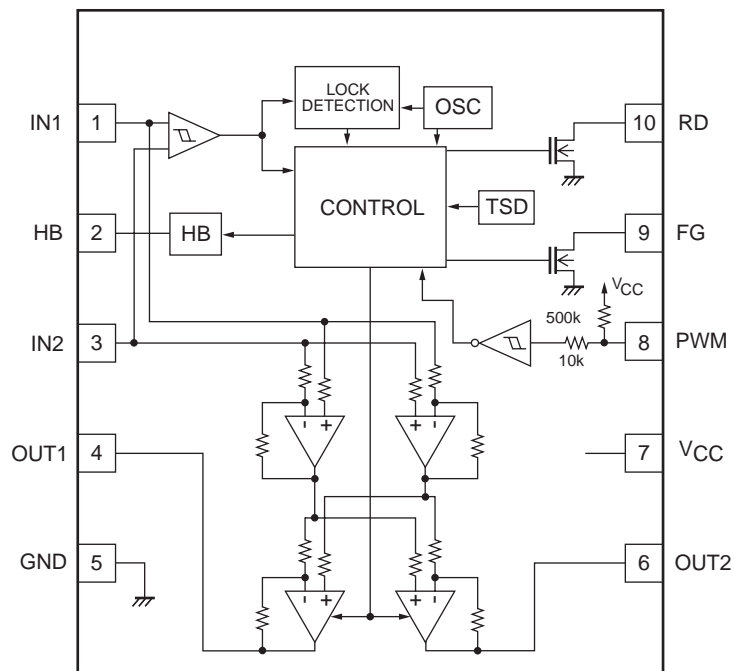 LOCK
DETECTION
OSC
IN1
1
10
RD
CONTROL
TSD
HB
2
HB
9
FG
VCC
500k
IN2
3
8
PWM
10k
- +
+ -
OUT1
4
7
VCC
GND
5
6
OUT2
- +
+ -